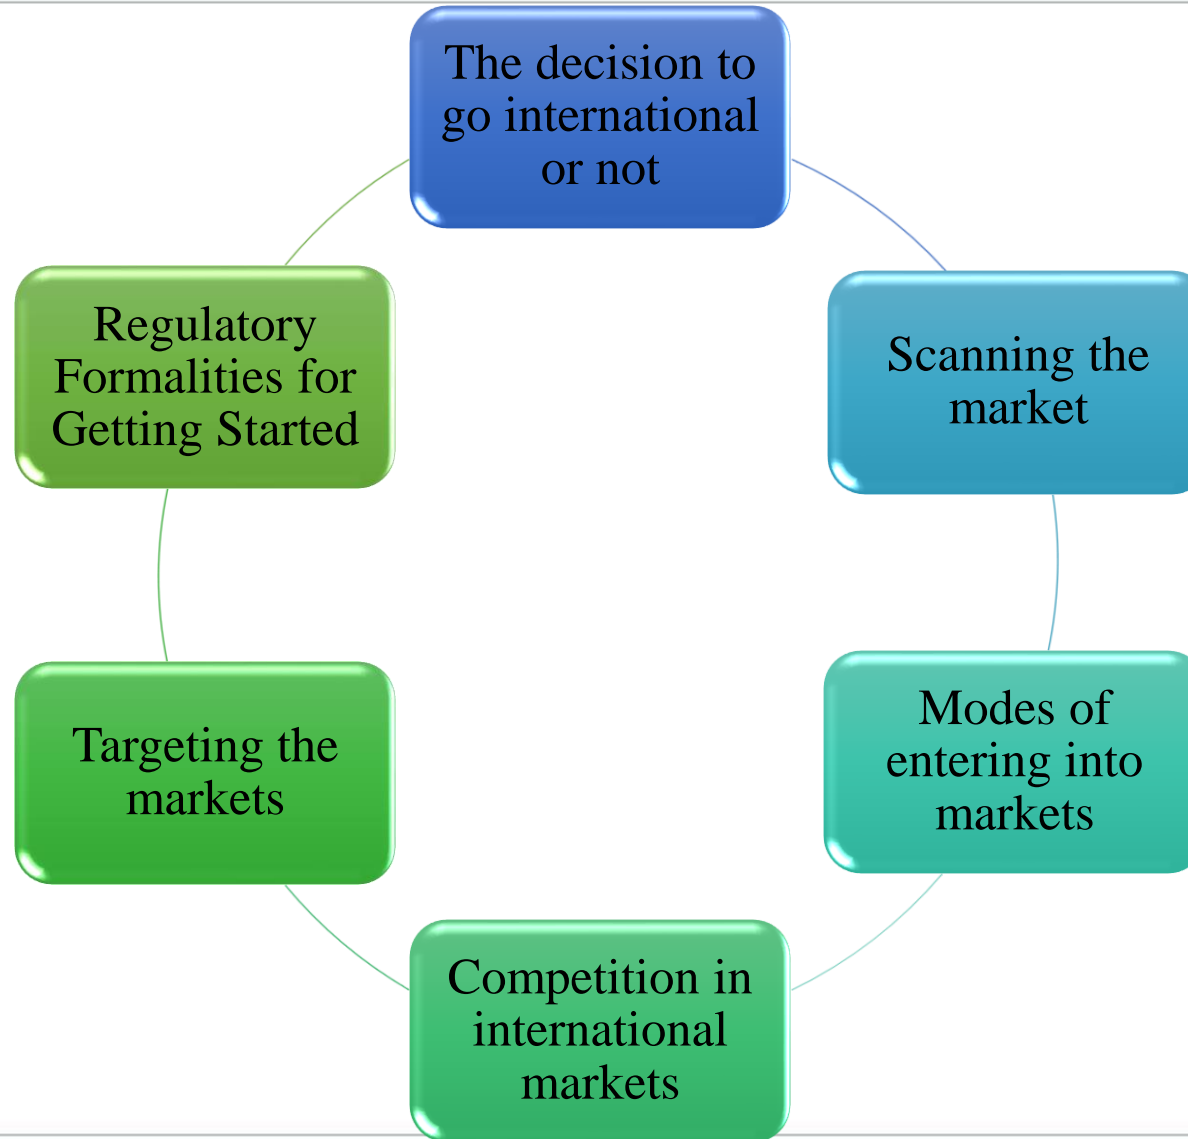 The decision to
go international
or not
Scanning the
market
Modes of
entering into
markets
Competition in
international
markets
Targeting the
markets
Regulatory
Formalities for
Getting Started